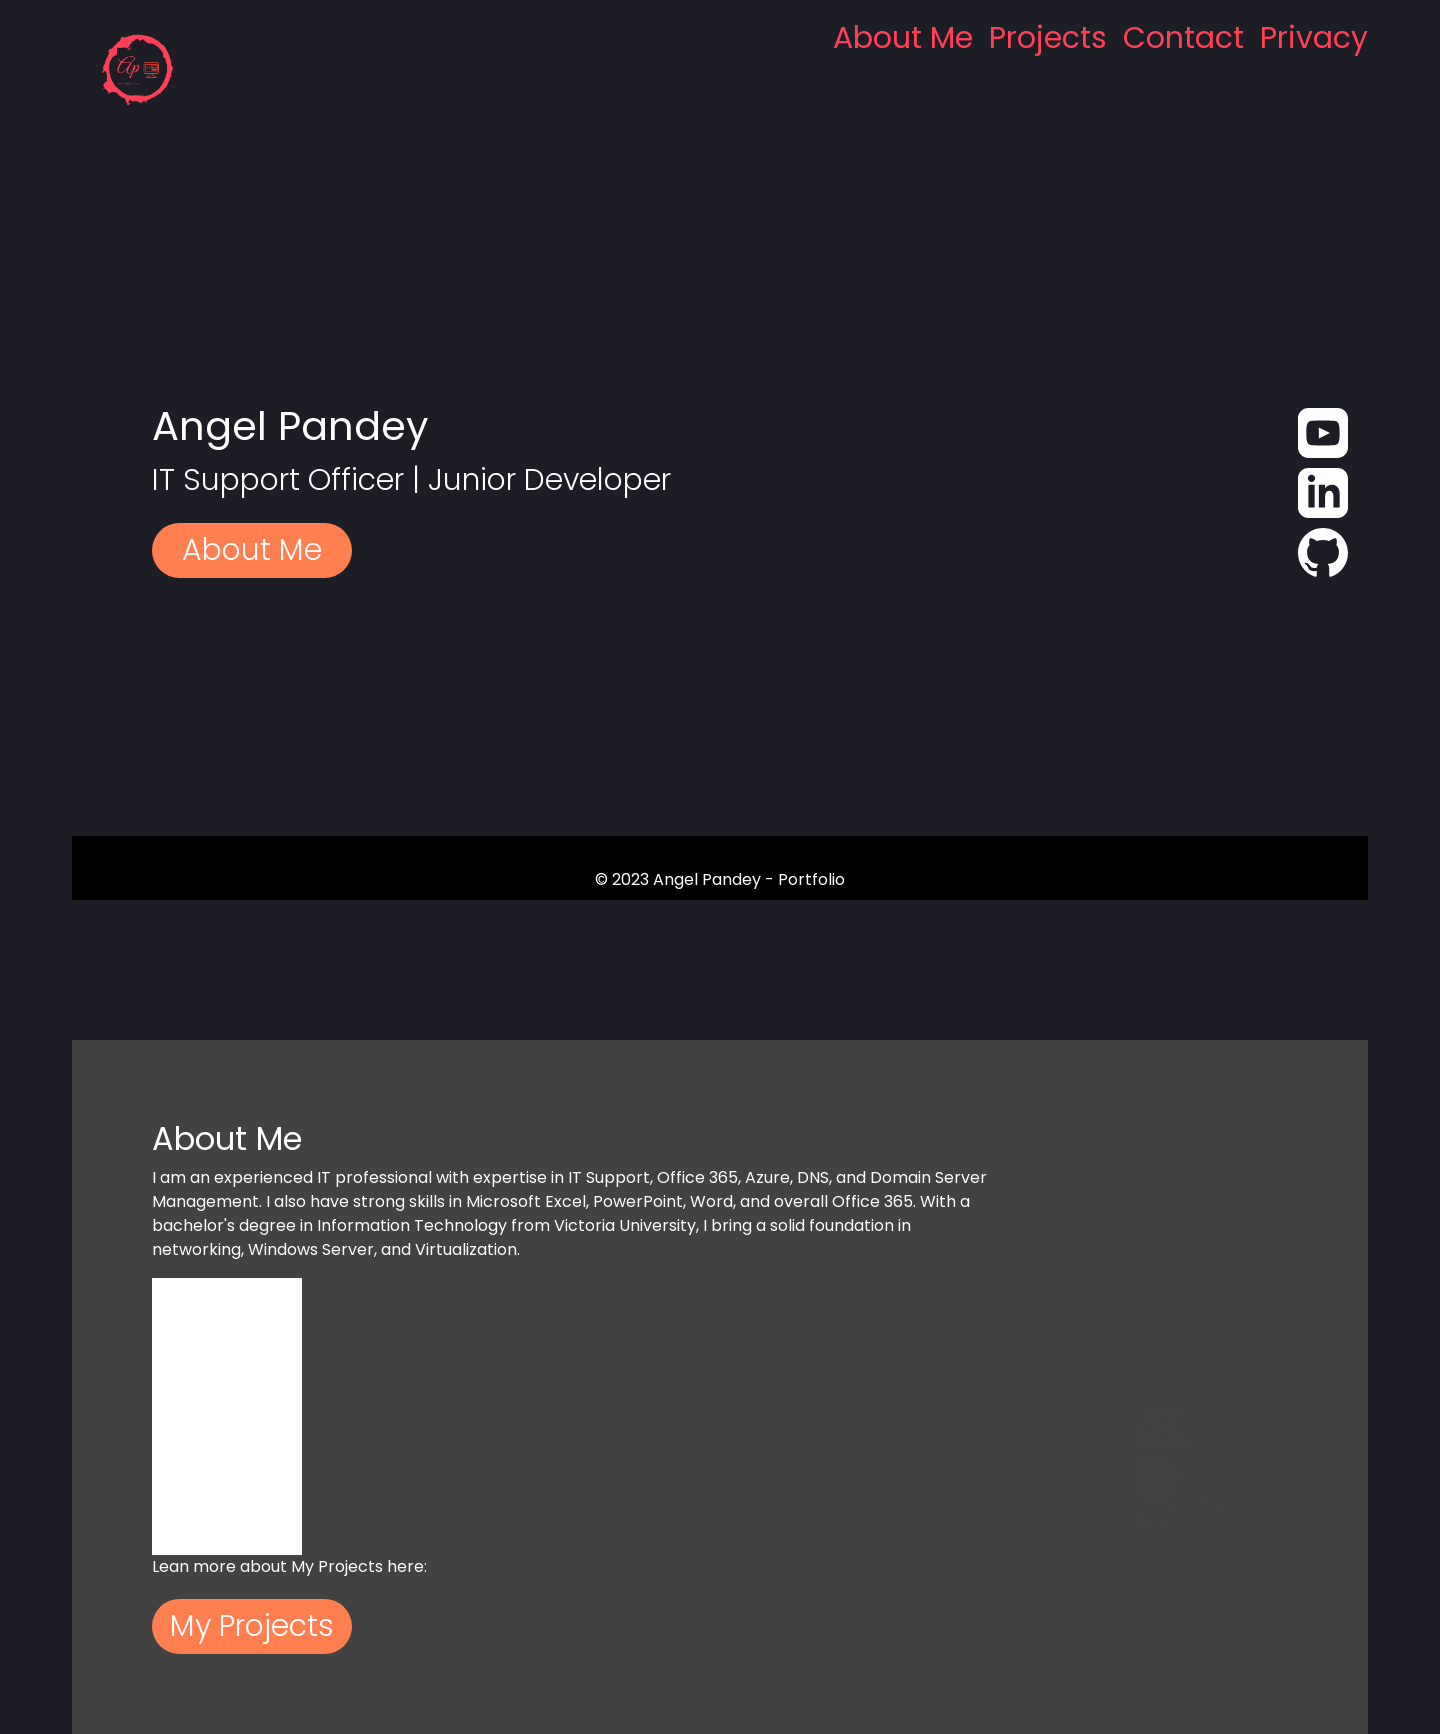 Ap
About Me Projects Contact Privacy
Angel Pandey
IT Support Officer | Junior Developer
About Me
in
© 2023 Angel Pandey - Portfolio
About Me
I am an experienced IT professional with expertise in IT Support, Office 365, Azure, DNS, and Domain Server
Management. I also have strong skills in Microsoft Excel, PowerPoint, Word, and overall Office 365. With a
bachelor's degree in Information Technology from Victoria University, I bring a solid foundation in
networking, Windows Server, and Virtualization.
Lean more about My Projects here:
My Projects